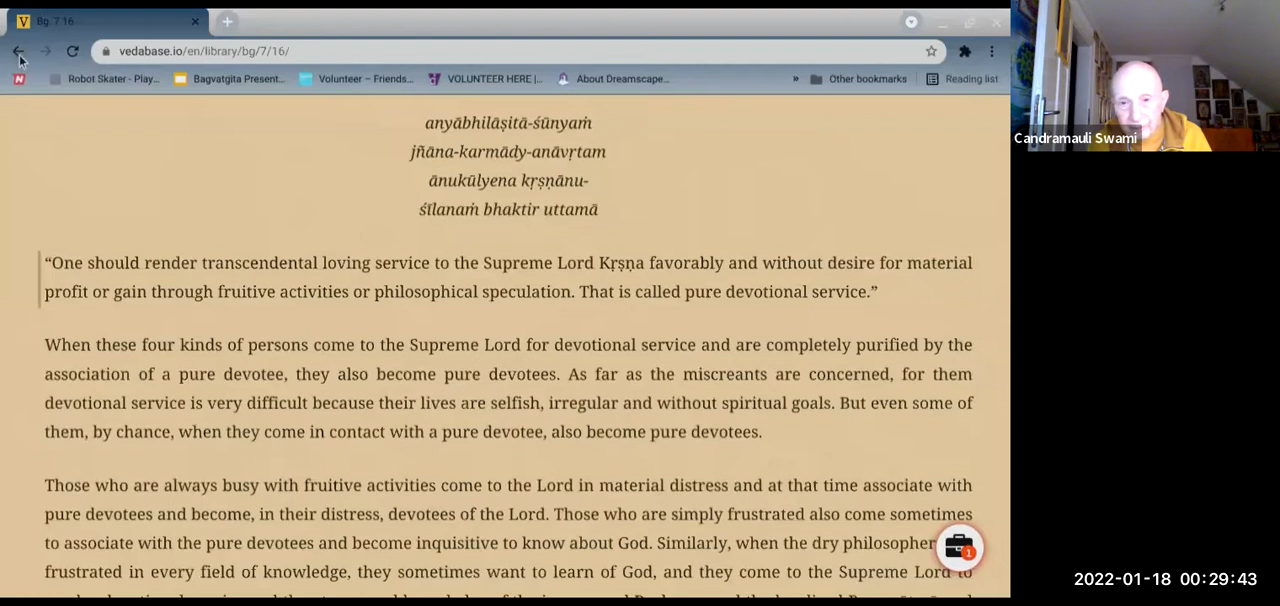 Bg. 7.16
vedabase.io/en/library/bg/7/16/
Robot Skater - Play...
Bagvatgita Present...
Volunteer – Friends...
VOLUNTEER HERE |...
About Dreamscape...
»
Other bookmarks
Reading list
Candramauli Swami
anyābhilāṣitā-śūnyaṁ
jñāna-karmādy-anāvṛtam
ānukūlyena kṛṣṇānu-
śīlanaṁ bhaktir uttamā
“One should render transcendental loving service to the Supreme Lord Kṛṣṇa favorably and without desire for material
profit or gain through fruitive activities or philosophical speculation. That is called pure devotional service.”
When these four kinds of persons come to the Supreme Lord for devotional service and are completely purified by the
association of a pure devotee, they also become pure devotees. As far as the miscreants are concerned, for them
devotional service is very difficult because their lives are selfish, irregular and without spiritual goals. But even some of
them, by chance, when they come in contact with a pure devotee, also become pure devotees.
Those who are always busy with fruitive activities come to the Lord in material distress and at that time associate with
pure devotees and become, in their distress, devotees of the Lord. Those who are simply frustrated also come sometimes
to associate with the pure devotees and become inquisitive to know about God. Similarly, when the dry philosopher
frustrated in every field of knowledge, they sometimes want to learn of God, and they come to the Supreme Lord to
1
2022-01-18 00:29:43